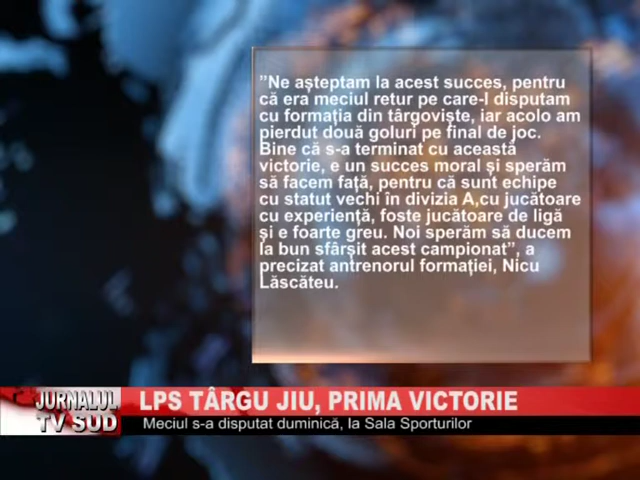 ”Ne așteptam la acest succes, pentru
că era meciul retur pe care-l disputam
cu formația din târgoviște, iar acolo am
pierdut două goluri pe final de joc.
Bine că s-a terminat cu această
victorie, e un succes moral și sperăm
să facem față, pentru că sunt echipe
cu statut vechi în divizia A,cu jucătoare
cu experiență, foste jucătoare de ligă
și e foarte greu. Noi sperăm să ducem
la bun sfârșit acest campionat”, a
precizat antrenorul formației, Nicu
Lăscăteu.
JURNALUL
TV SUD
LPS TÂRGU JIU, PRIMA VICTORIE
Meciul s-a disputat duminică, la Sala Sporturilor